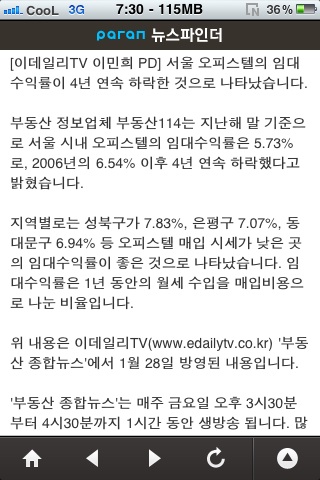 CooL 7:30 - 115MB N 36%
paran 뉴스파인더
[이데일리TV 이민희 PD] 서울 오피스텔의 임대
수익률이 4년 연속 하락한 것으로 나타났습니다.
부동산 정보업체 부동산114는 지난해 말 기준으
로 서울 시내 오피스텔의 임대수익률은 5.73%
로, 2006년의 6.54% 이후 4년 연속 하락했다고
밝혔습니다.
지역별로는 성북구가 7.83%, 은평구 7.07%, 동
대문구 6.94% 등 오피스텔 매입 시세가 낮은 곳
의 임대수익률이 좋은 것으로 나타났습니다. 임
대수익률은 1년 동안의 월세 수입을 매입비용으
로 나눈 비율입니다.
위 내용은 이데일리TV(www.edailytv.co.kr) '부동
산 종합뉴스'에서 1월 28일 방영된 내용입니다.
'부동산 종합뉴스'는 매주 금요일 오후 3시30분
부터 4시30분까지 1시간 동안 생방송 됩니다. 많